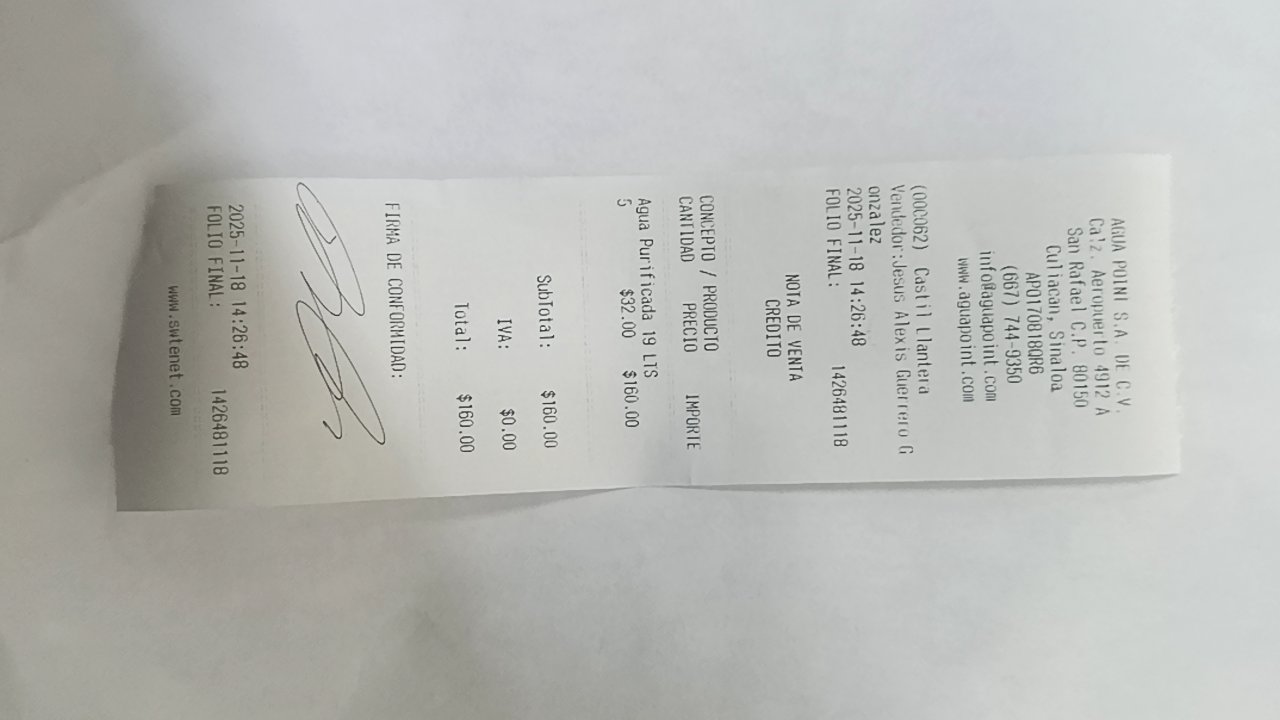 AGUA POINT S.A. DE C.V.
Calz. Aeropuerto 4912 A
San Rafael C.P. 80150
Culiacan, Sinaloa
APO170818QR6
(667) 744-9350
info@aguapoint.com
www.aguapoint.com
(00C062) Castil Llantera
Vendedor:Jesus Alexis Guerrero G
onzalez
2025-11-18 14:26:48
FOLIO FINAL: 1426481118
NOTA DE VENTA
CREDITO
CONCEPTO / PRODUCTO
CANTIDAD PRECIO IMPORTE
Agua Purificada 19 LTS
5 $32.00 $160.00
SubTotal: $160.00
IVA: $0.00
Total: $160.00
FIRMA DE CONFORMIDAD:
2025-11-18 14:26:48
FOLIO FINAL: 1426481118
www.swtenet.com